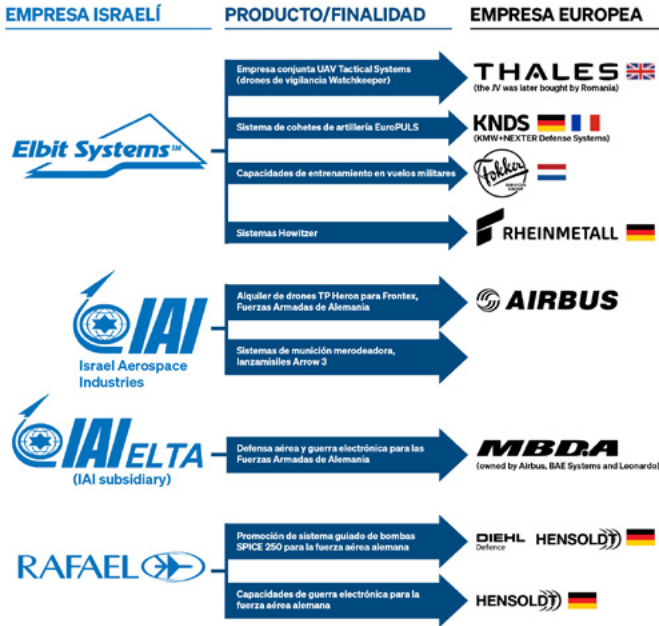 EMPRESA ISRAELÍ
PRODUCTO/FINALIDAD
EMPRESA EUROPEA
Elbit Systems™
Empresa conjunta UAV Tactical Systems
(drones de vigilancia Watchkeeper)
THALES
(the JV was later bought by Romania)
Sistema de cohetes de artillería EuroPULS
KNDS
(KMW+NEXTER Defense Systems)
Capacidades de entrenamiento en vuelos militares
Fokker
SERVICES
GROUP
Sistemas Howitzer
RHEINMETALL
IAI
Israel Aerospace
Industries
Alquiler de drones TP Heron para Frontex,
Fuerzas Armadas de Alemania
AIRBUS
Sistemas de munición merodeadora,
lanzamisiles Arrow 3
IAI ELTA
(IAI subsidiary)
Defensa aérea y guerra electrónica para las
Fuerzas Armadas de Alemania
MBDA
(owned by Airbus, BAE Systems and Leonardo)
RAFAEL
Promoción de sistema guiado de bombas
SPICE 250 para la fuerza aérea alemana
DIEHL
Defence
HENSOLDT
Capacidades de guerra electrónica para la
fuerza aérea alemana
HENSOLDT